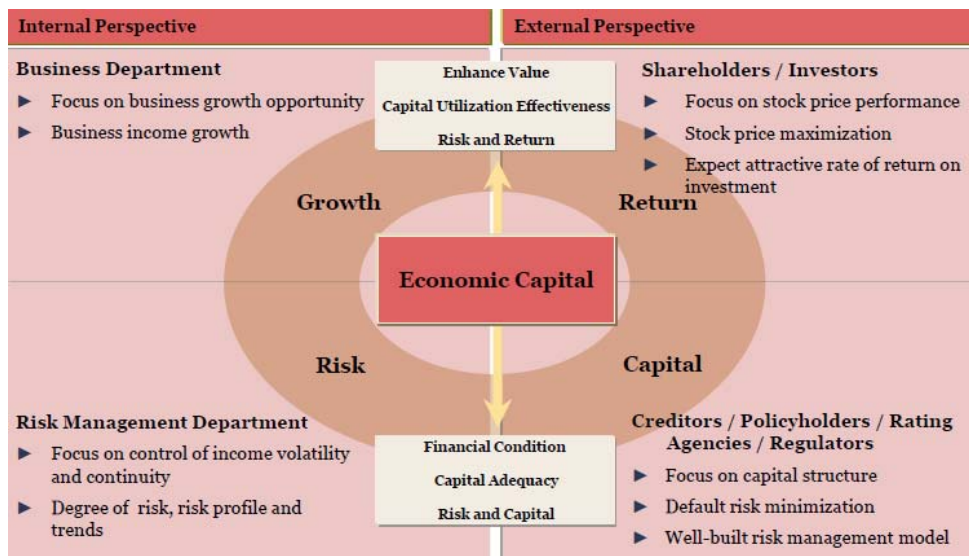 Internal Perspective
External Perspective
Business Department
► Focus on business growth opportunity
► Business income growth
Enhance Value
Capital Utilization Effectiveness
Risk and Return
Shareholders / Investors
► Focus on stock price performance
► Stock price maximization
► Expect attractive rate of return on
investment
Growth
Return
Economic Capital
Risk
Capital
Risk Management Department
► Focus on control of income volatility
and continuity
► Degree of risk, risk profile and
trends
Financial Condition
Capital Adequacy
Risk and Capital
Creditors / Policyholders / Rating
Agencies / Regulators
► Focus on capital structure
► Default risk minimization
► Well-built risk management model